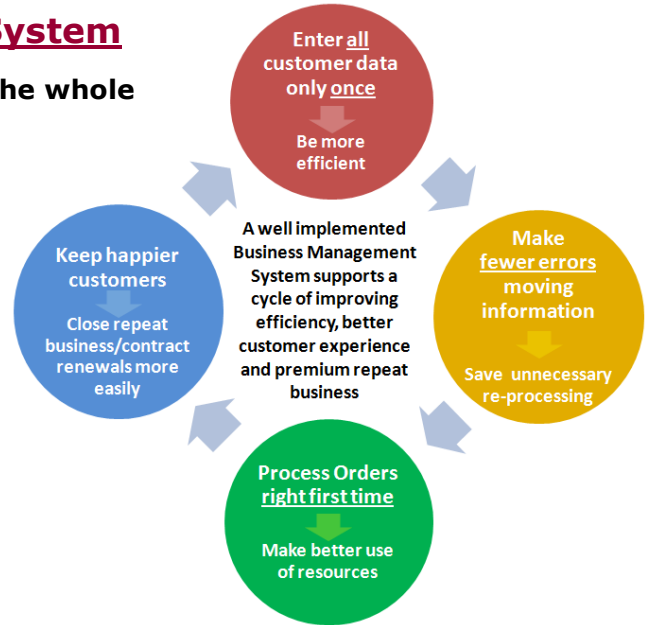 System
he whole
Enter all
customer data
only once
Be more
efficient
Make
fewer errors
moving
information
Save unnecessary
re-processing
Process Orders
right first time
Make better use
of resources
Keep happier
customers
Close repeat
business/contract
renewals more
easily
A well implemented
Business Management
System supports a
cycle of improving
efficiency, better
customer experience
and premium repeat
business